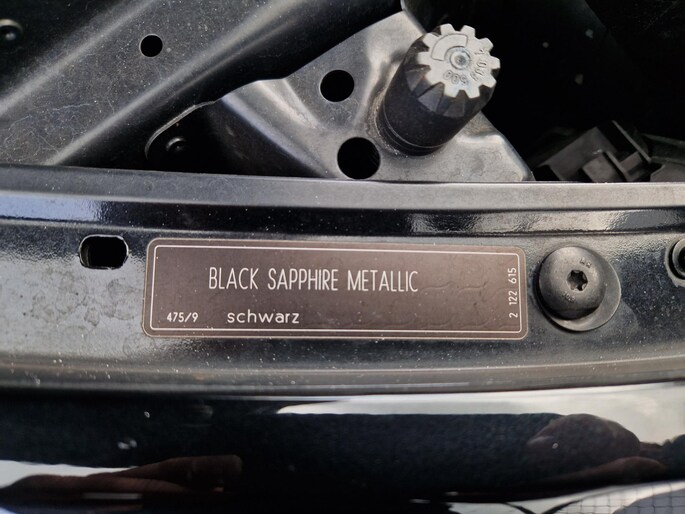 BLACK SAPPHIRE METALLIC
475/9 schwarz
2 122 615